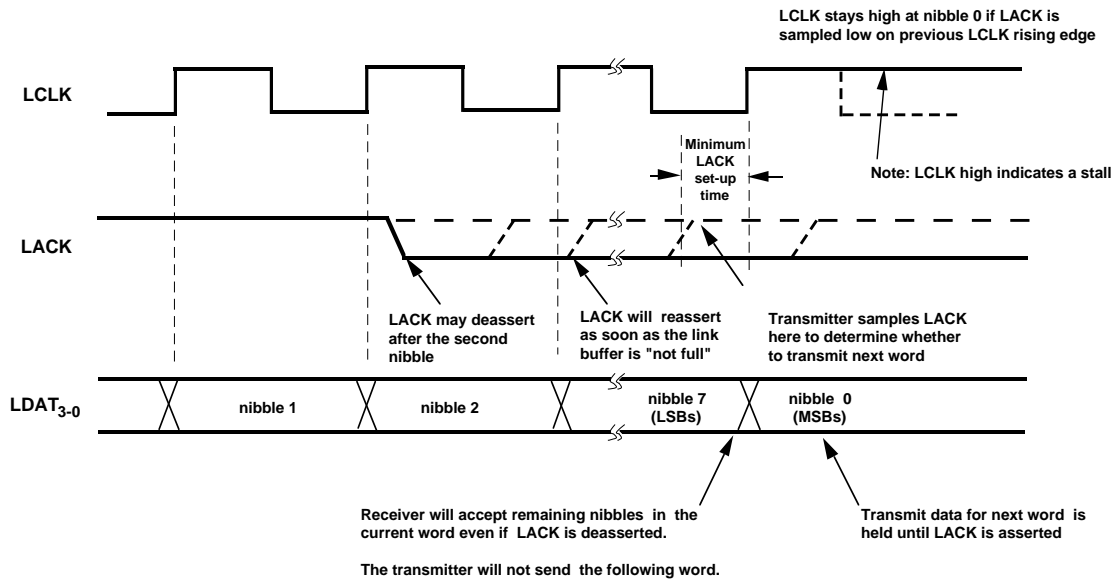 LCLK stays high at nibble 0 if LACK is
sampled low on previous LCLK rising edge
LCLK
Minimum
LACK
set-up
time
Note: LCLK high indicates a stall
LACK
LACK may deassert
after the second
nibble
LACK will reassert
as soon as the link
buffer is "not full"
Transmitter samples LACK
here to determine whether
to transmit next word
LDAT3-0
nibble 1
nibble 2
nibble 7
(LSBs)
nibble 0
(MSBs)
Receiver will accept remaining nibbles in the
current word even if LACK is deasserted.
The transmitter will not send the following word.
Transmit data for next word is
held until LACK is asserted